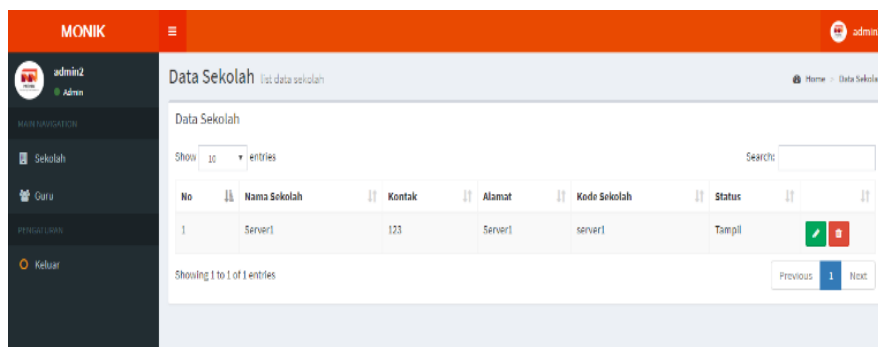 MONIK
admin
admin2
Admin
MAIN NAVIGATION
Sekolah
Guru
PENGATURAN
Keluar
Data Sekolah list data sekolah
Home > Data Sekola
Data Sekolah
Show 10 entries
Search:
No Nama Sekolah Kontak Alamat Kode Sekolah Status
1 Server1 123 Server1 server1 Tampil
Showing 1 to 1 of 1 entries
Previous 1 Next